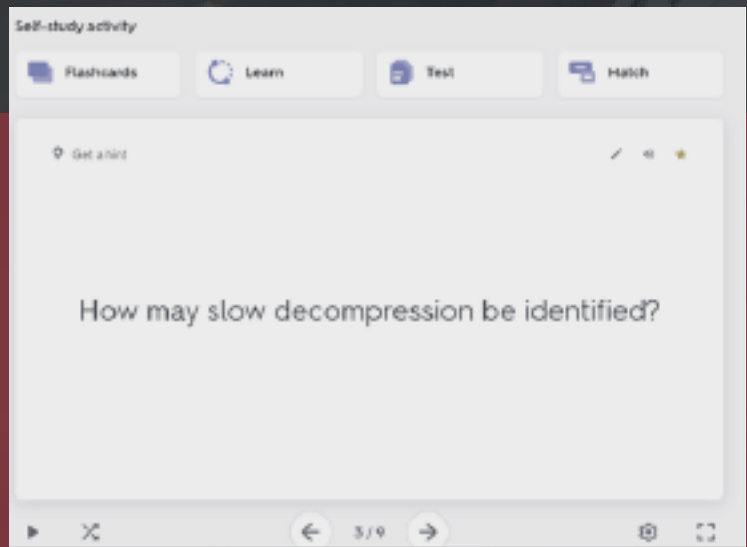 Self-study activity
Flashcards Learn Test Match
Get a hint
How may slow decompression be identified?
3 / 9